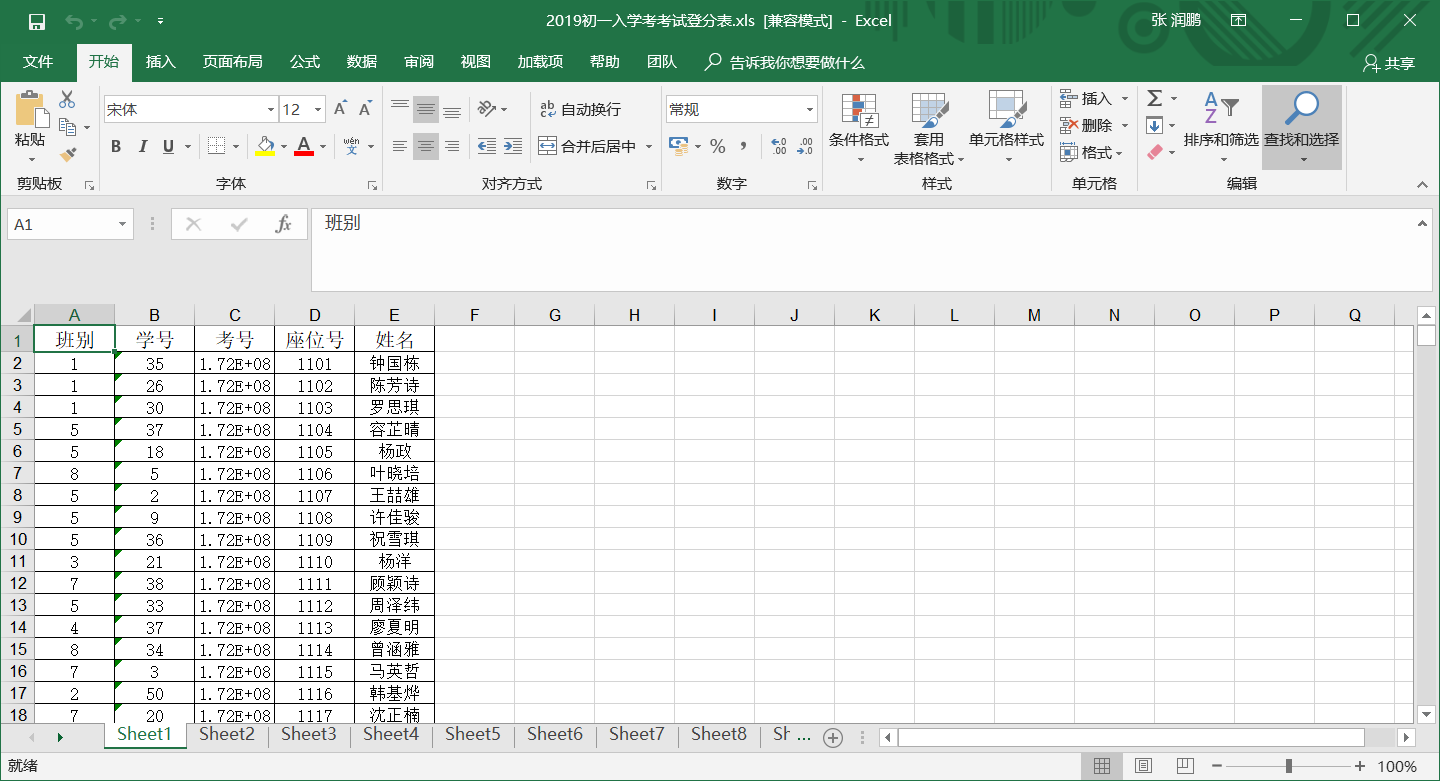 2019初一入学考考试登分表.xls [兼容模式] - Excel
张 润鹏
文件 开始 插入 页面布局 公式 数据 审阅 视图 加载项 帮助 团队 告诉我你想要做什么 共享
宋体 12 A A ab 自动换行 常规 插入 Σ
粘贴 条件格式 套用 表格格式 单元格样式 删除 排序和筛选 查找和选择
B I U A wén 文 合并后居中 % 格式
剪贴板 字体 对齐方式 数字 样式 单元格 编辑
A1 fx 班别
A B C D E F G H I J K L M N O P Q
1 班别 学号 考号 座位号 姓名
2 1 35 1.72E+08 1101 钟国栋
3 1 26 1.72E+08 1102 陈芳诗
4 1 30 1.72E+08 1103 罗思琪
5 5 37 1.72E+08 1104 容芷晴
6 5 18 1.72E+08 1105 杨政
7 8 5 1.72E+08 1106 叶晓培
8 5 2 1.72E+08 1107 王喆雄
9 5 9 1.72E+08 1108 许佳骏
10 5 36 1.72E+08 1109 祝雪琪
11 3 21 1.72E+08 1110 杨洋
12 7 38 1.72E+08 1111 顾颖诗
13 5 33 1.72E+08 1112 周泽纬
14 4 37 1.72E+08 1113 廖夏明
15 8 34 1.72E+08 1114 曾涵雅
16 7 3 1.72E+08 1115 马英哲
17 2 50 1.72E+08 1116 韩基烨
18 7 20 1.72E+08 1117 沈正楠
Sheet1 Sheet2 Sheet3 Sheet4 Sheet5 Sheet6 Sheet7 Sheet8 Sh ...
就绪 100%